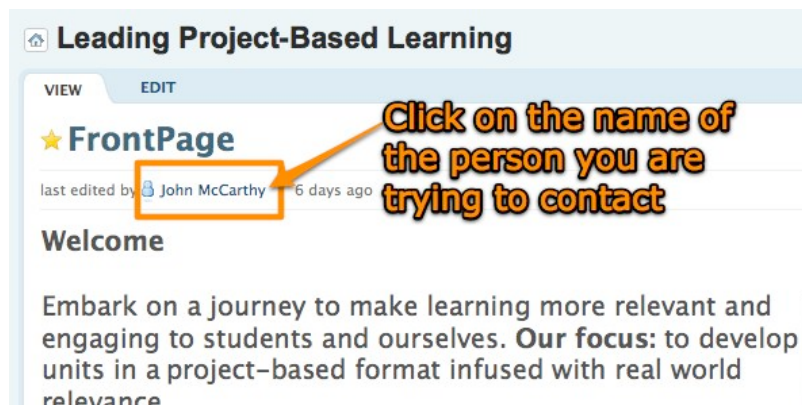 Leading Project-Based Learning
VIEW EDIT
FrontPage
Click on the name of
the person you are
trying to contact
last edited by John McCarthy 6 days ago
Welcome
Embark on a journey to make learning more relevant and
engaging to students and ourselves. Our focus: to develop
units in a project-based format infused with real world
relevance